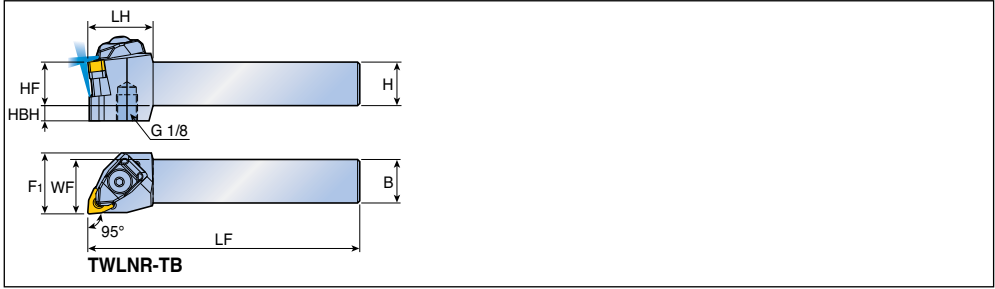 LH
HF
H
HBH
G 1/8
F1
WF
B
95°
LF
TWLNR-TB